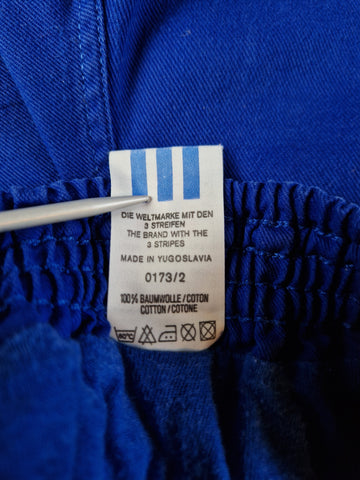 DIE WELTMARKE MIT DEN
3 STREIFEN
THE BRAND WITH THE
3 STRIPES
MADE IN YUGOSLAVIA
0173/2
100% BAUMWOLLE/COTON
COTTON/COTONE
60°C